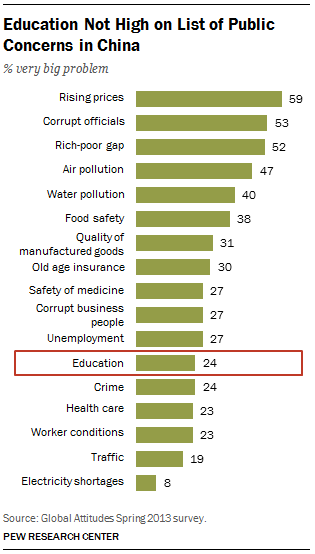 Education Not High on List of Public
Concerns in China
% very big problem
Rising prices 59
Corrupt officials 53
Rich-poor gap 52
Air pollution 47
Water pollution 40
Food safety 38
Quality of
manufactured goods 31
Old age insurance 30
Safety of medicine 27
Corrupt business
people 27
Unemployment 27
Education 24
Crime 24
Health care 23
Worker conditions 23
Traffic 19
Electricity shortages 8
Source: Global Attitudes Spring 2013 survey.
PEW RESEARCH CENTER